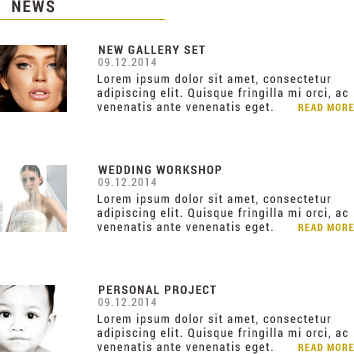 NEWS
NEW GALLERY SET
09.12.2014
Lorem ipsum dolor sit amet, consectetur
adipiscing elit. Quisque fringilla mi orci, ac
venenatis ante venenatis eget. READ MORE
WEDDING WORKSHOP
09.12.2014
Lorem ipsum dolor sit amet, consectetur
adipiscing elit. Quisque fringilla mi orci, ac
venenatis ante venenatis eget. READ MORE
PERSONAL PROJECT
09.12.2014
Lorem ipsum dolor sit amet, consectetur
adipiscing elit. Quisque fringilla mi orci, ac
venenatis ante venenatis eget. READ MORE